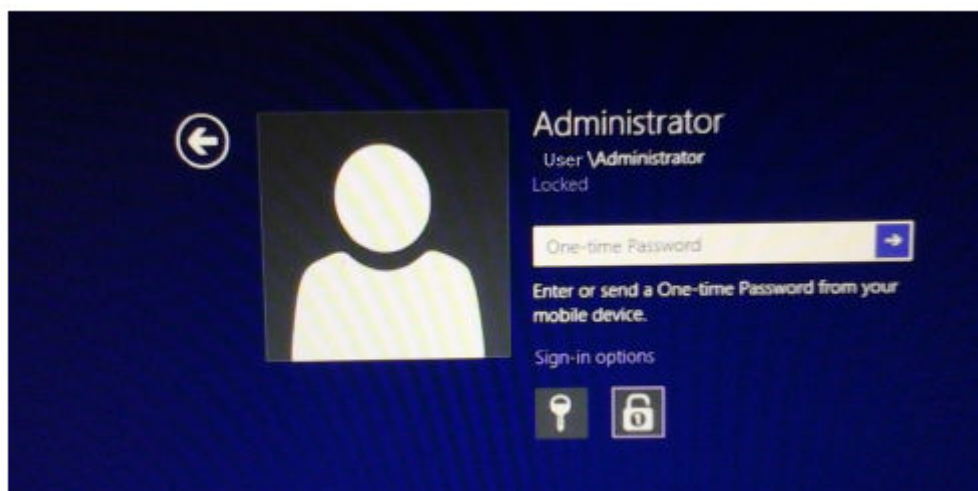 Administrator
User \Administrator
Locked
One-time Password
Enter or send a One-time Password from your
mobile device.
Sign-in options
1